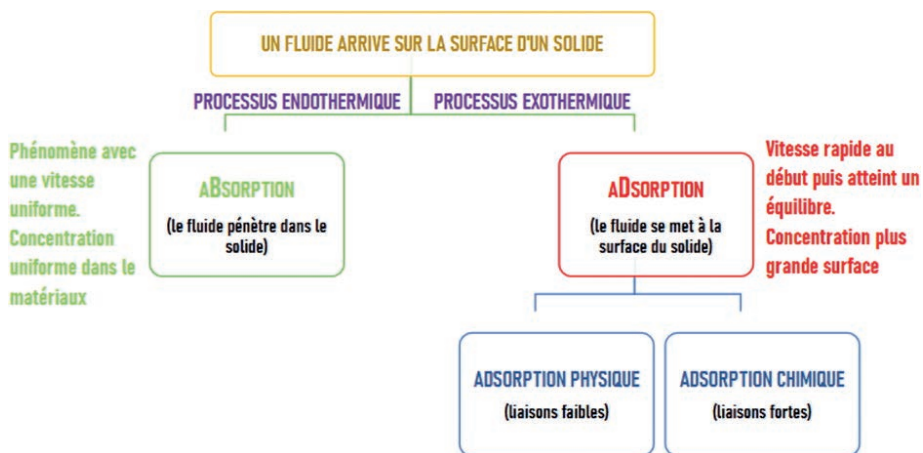 UN FLUIDE ARRIVE SUR LA SURFACE D'UN SOLIDE
PROCESSUS ENDOTHERMIQUE
PROCESSUS EXOTHERMIQUE
Phénomène avec
une vitesse
uniforme.
Concentration
uniforme dans le
matériaux
aBsorption
(le fluide pénètre dans le
solide)
aDsorption
(le fluide se met à la
surface du solide)
Vitesse rapide au
début puis atteint un
équilibre.
Concentration plus
grande surface
ADSORPTION PHYSIQUE
(liaisons faibles)
ADSORPTION CHIMIQUE
(liaisons fortes)